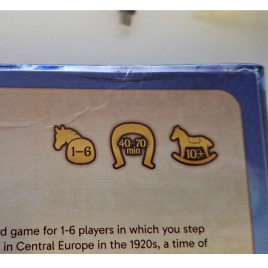 1-6
40-70
min
10+
rd game for 1-6 players in which you step
in Central Europe in the 1920s, a time of